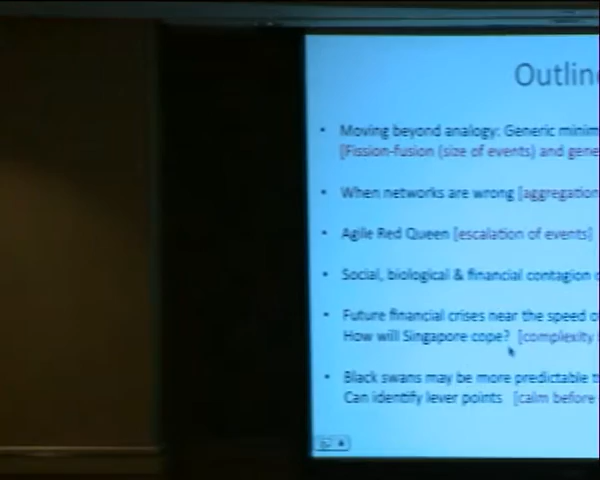 Outlin
• Moving beyond analogy: Generic minim
[Fission-fusion (size of events) and gene
• When networks are wrong [aggregation
• Agile Red Queen [escalation of events]
• Social, biological & financial contagion
• Future financial crises near the speed o
How will Singapore cope? [complexity
• Black swans may be more predictable t
Can identify lever points [calm before